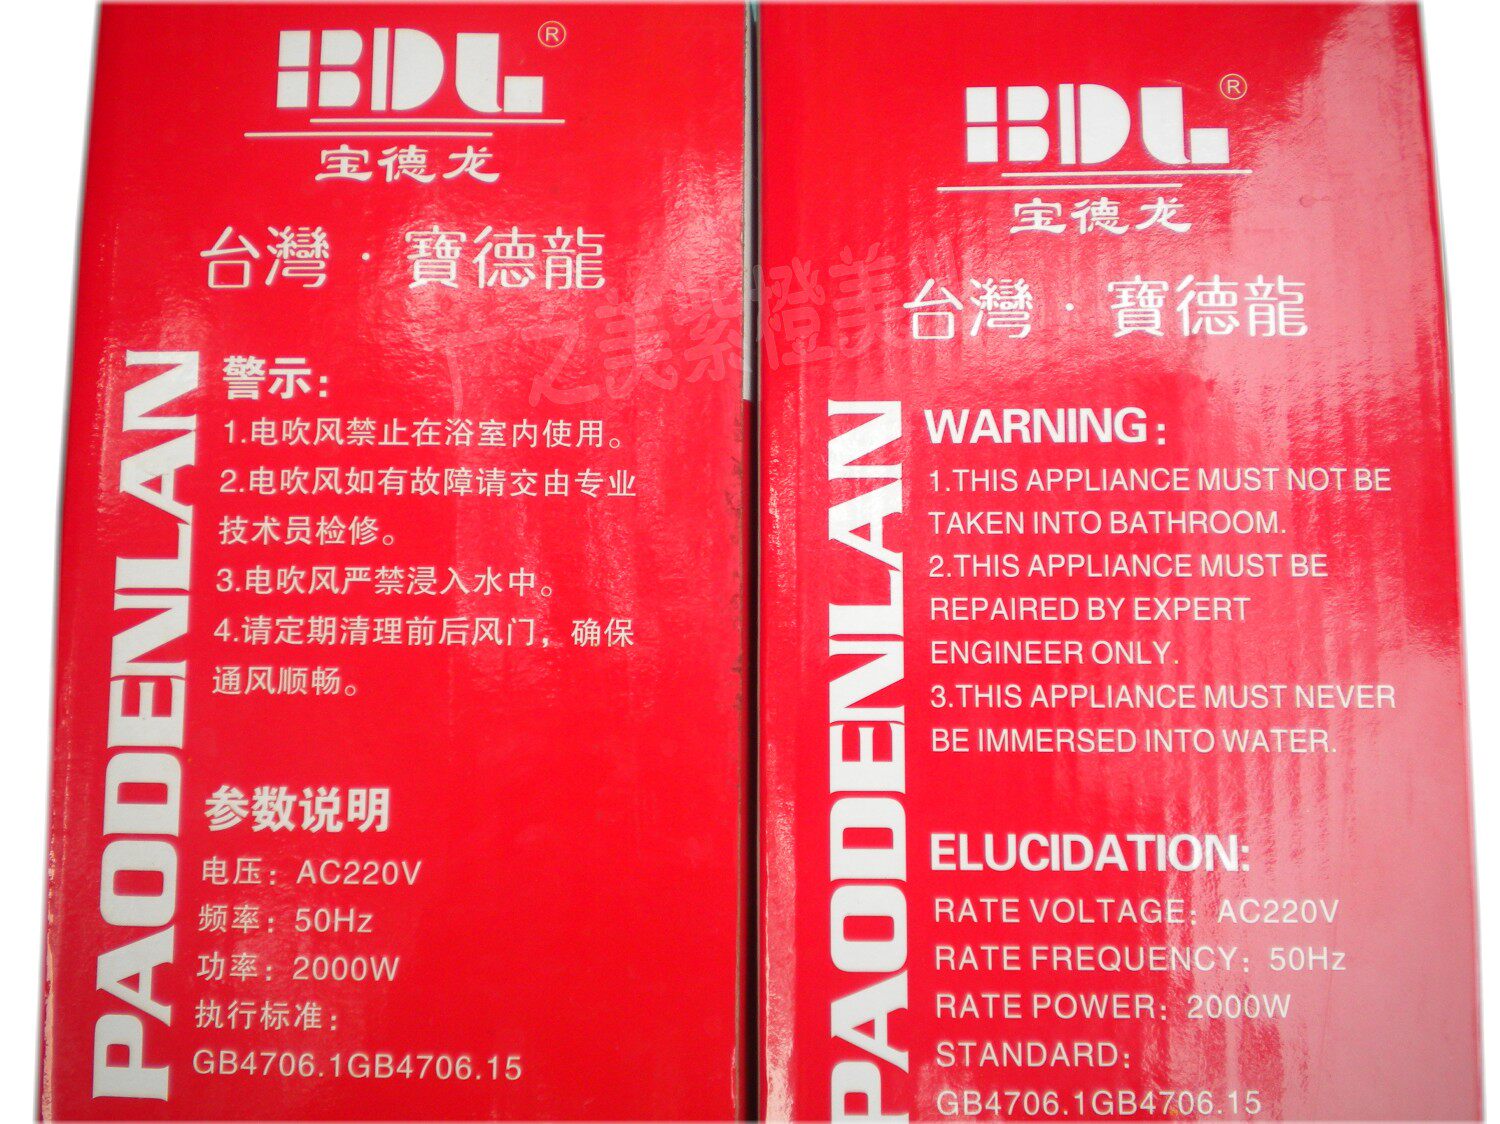 BDL®
宝德龙
台灣·寶德龍
PAODENLAN
警示：
1.电吹风禁止在浴室内使用。
2.电吹风如有故障请交由专业
技术员检修。
3.电吹风严禁浸入水中。
4.请定期清理前后风门，确保
通风顺畅。
参数说明
电压：AC220V
频率：50Hz
功率：2000W
执行标准：
GB4706.1GB4706.15
BDL®
宝德龙
台灣·寶德龍
PAODENLAN
WARNING:
1.THIS APPLIANCE MUST NOT BE
TAKEN INTO BATHROOM.
2.THIS APPLIANCE MUST BE
REPAIRED BY EXPERT
ENGINEER ONLY.
3.THIS APPLIANCE MUST NEVER
BE IMMERSED INTO WATER.
ELUCIDATION:
RATE VOLTAGE: AC220V
RATE FREQUENCY: 50Hz
RATE POWER: 2000W
STANDARD:
GB4706.1GB4706.15